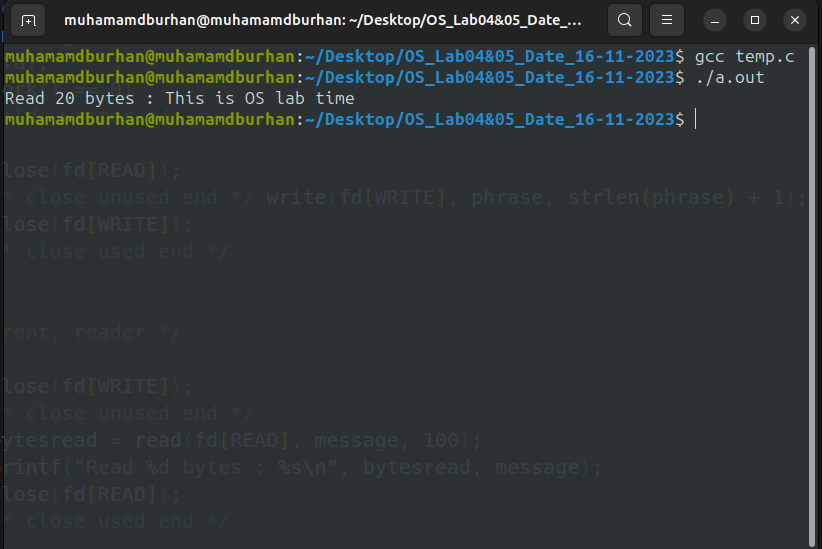 muhamamdburhan@muhamamdburhan: ~/Desktop/OS_Lab04&05_Date_...
muhamamdburhan@muhamamdburhan:~/Desktop/OS_Lab04&05_Date_16-11-2023$ gcc temp.c
muhamamdburhan@muhamamdburhan:~/Desktop/OS_Lab04&05_Date_16-11-2023$ ./a.out
Read 20 bytes : This is OS lab time
muhamamdburhan@muhamamdburhan:~/Desktop/OS_Lab04&05_Date_16-11-2023$
lose(fd[READ]);
* close unused end */ write(fd[WRITE], phrase, strlen(phrase) + 1);
lose(fd[WRITE]);
* close used end */
rent, reader */
lose(fd[WRITE]);
* close unused end */
ytesread = read(fd[READ], message, 100);
rintf("Read %d bytes : %s\n", bytesread, message);
lose(fd[READ]);
* close used end */